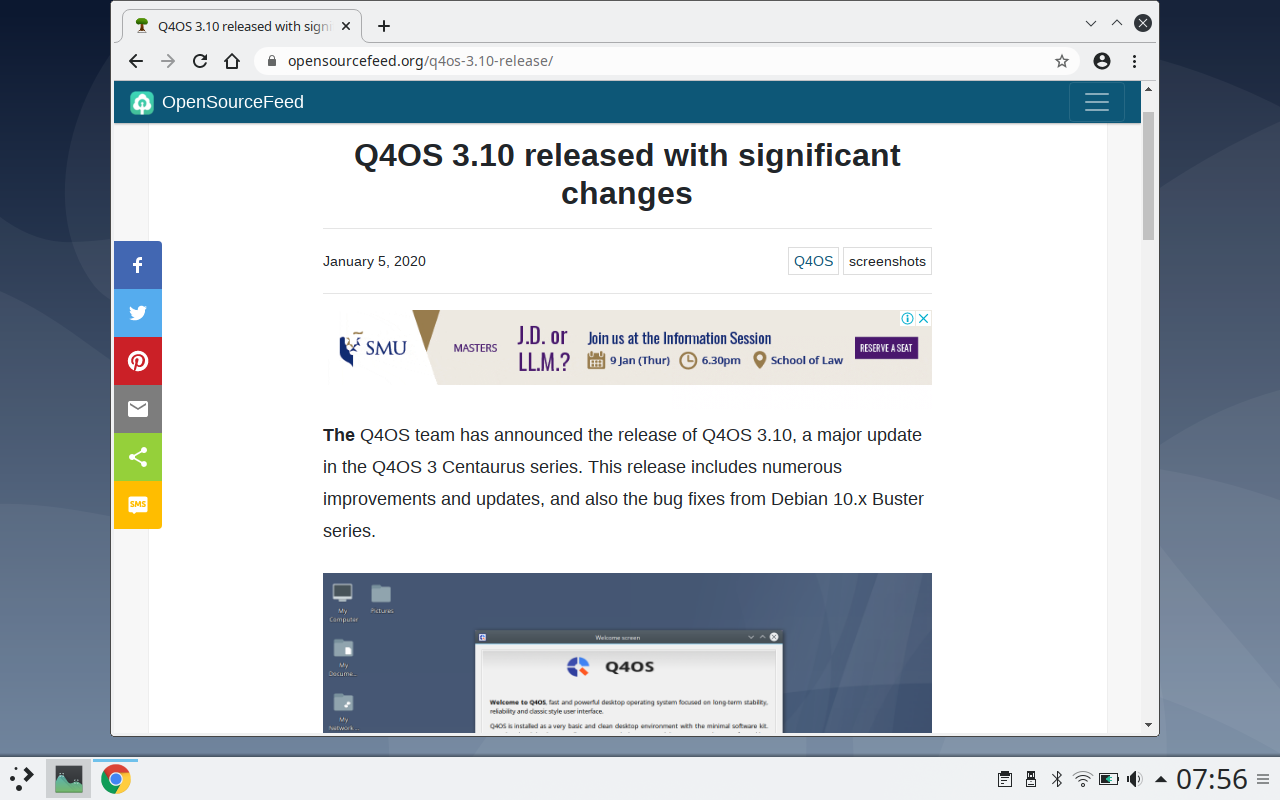 Q4OS 3.10 released with sign
opensourcefeed.org/q4os-3.10-release/
OpenSourceFeed
Q4OS 3.10 released with significant
changes
January 5, 2020
Q4OS
screenshots
SMU
MASTERS
J.D. or
LL.M.?
Join us at the Information Session
9 Jan (Thur)
6.30pm
School of Law
RESERVE A SEAT
The Q4OS team has announced the release of Q4OS 3.10, a major update
in the Q4OS 3 Centaurus series. This release includes numerous
improvements and updates, and also the bug fixes from Debian 10.x Buster
series.
SMS
My
Computer
Pictures
My
Docume...
My
Network ...
Welcome screen
Q4OS
Welcome to Q4OS, fast and powerful desktop operating system focused on long-term stability,
reliability and classic style user interface.
Q4OS is installed as a very basic and clean desktop environment with the minimal software kit.
07:56